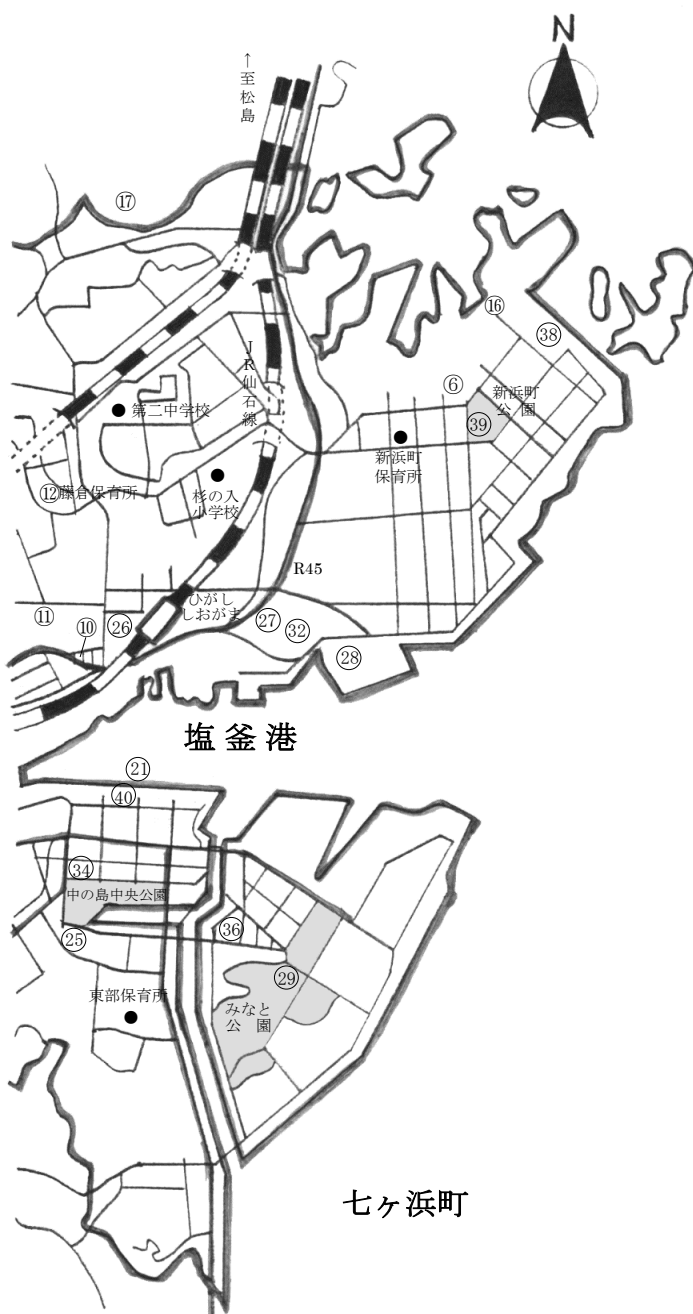 N
↑至松島
⑰
⑯
㊳
JR仙石線
⑥
新浜町
公園
第二中学校
㊴
新浜町
保育所
⑫藤倉保育所
杉の入
小学校
R45
ひがし
しおがま
⑪
⑩
㉖
㉗
㉜
㉘
塩釜港
㉑
㊵
㉞
中の島中央公園
㉕
㊱
㉙
東部保育所
みなと
公園
七ヶ浜町